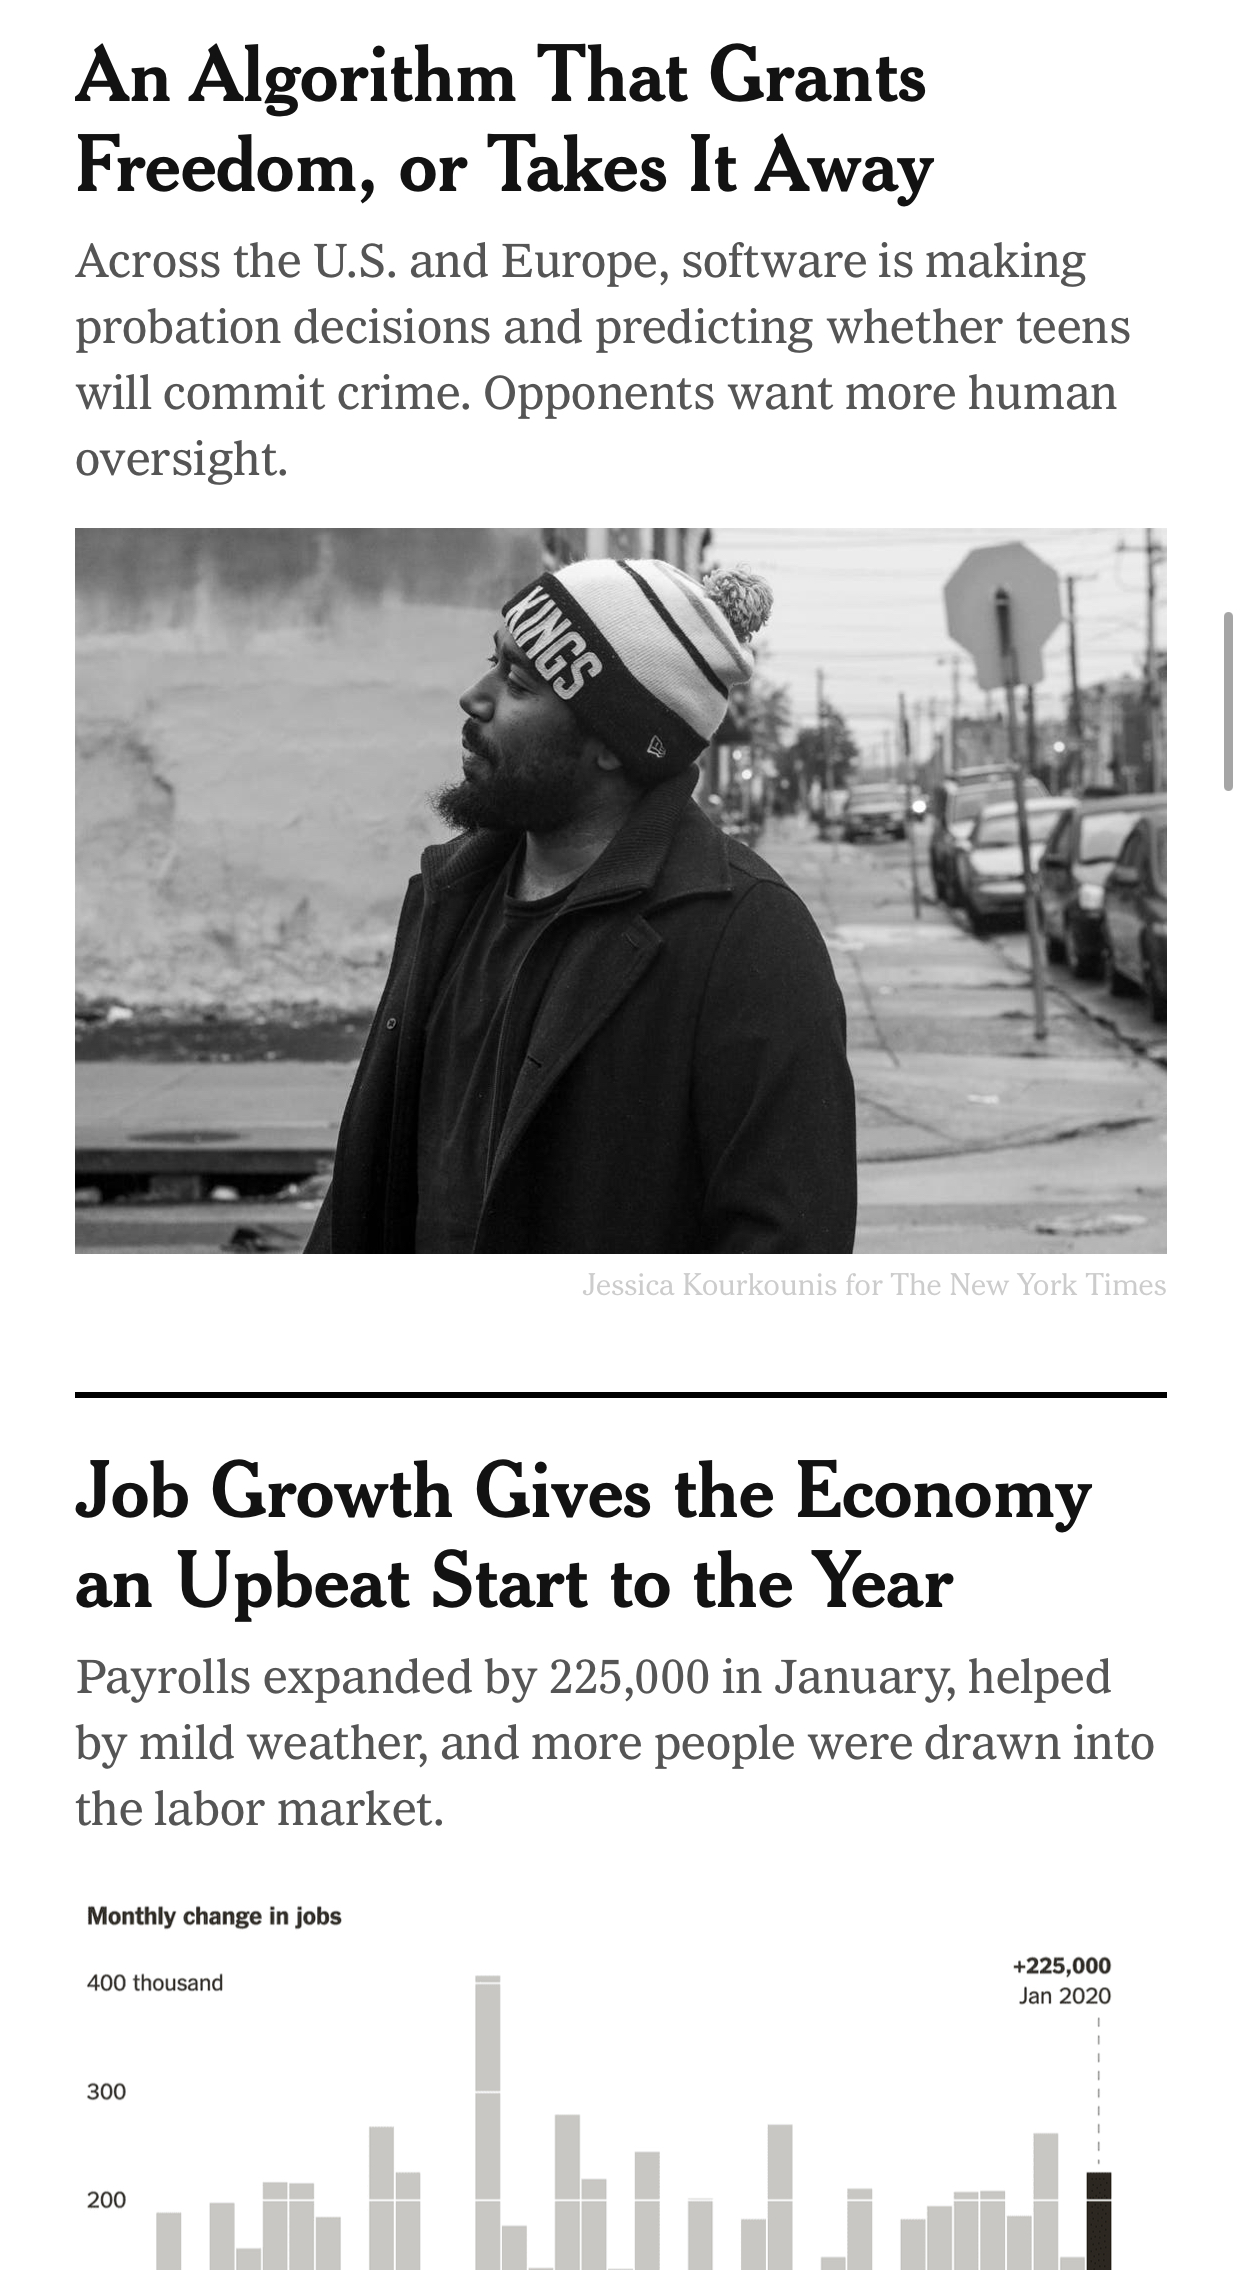 An Algorithm That Grants
Freedom, or Takes It Away
Across the U.S. and Europe, software is making
probation decisions and predicting whether teens
will commit crime. Opponents want more human
oversight.
KINGS
Jessica Kourkounis for The New York Times
Job Growth Gives the Economy
an Upbeat Start to the Year
Payrolls expanded by 225,000 in January, helped
by mild weather, and more people were drawn into
the labor market.
Monthly change in jobs
+225,000
400 thousand
Jan 2020
300
200